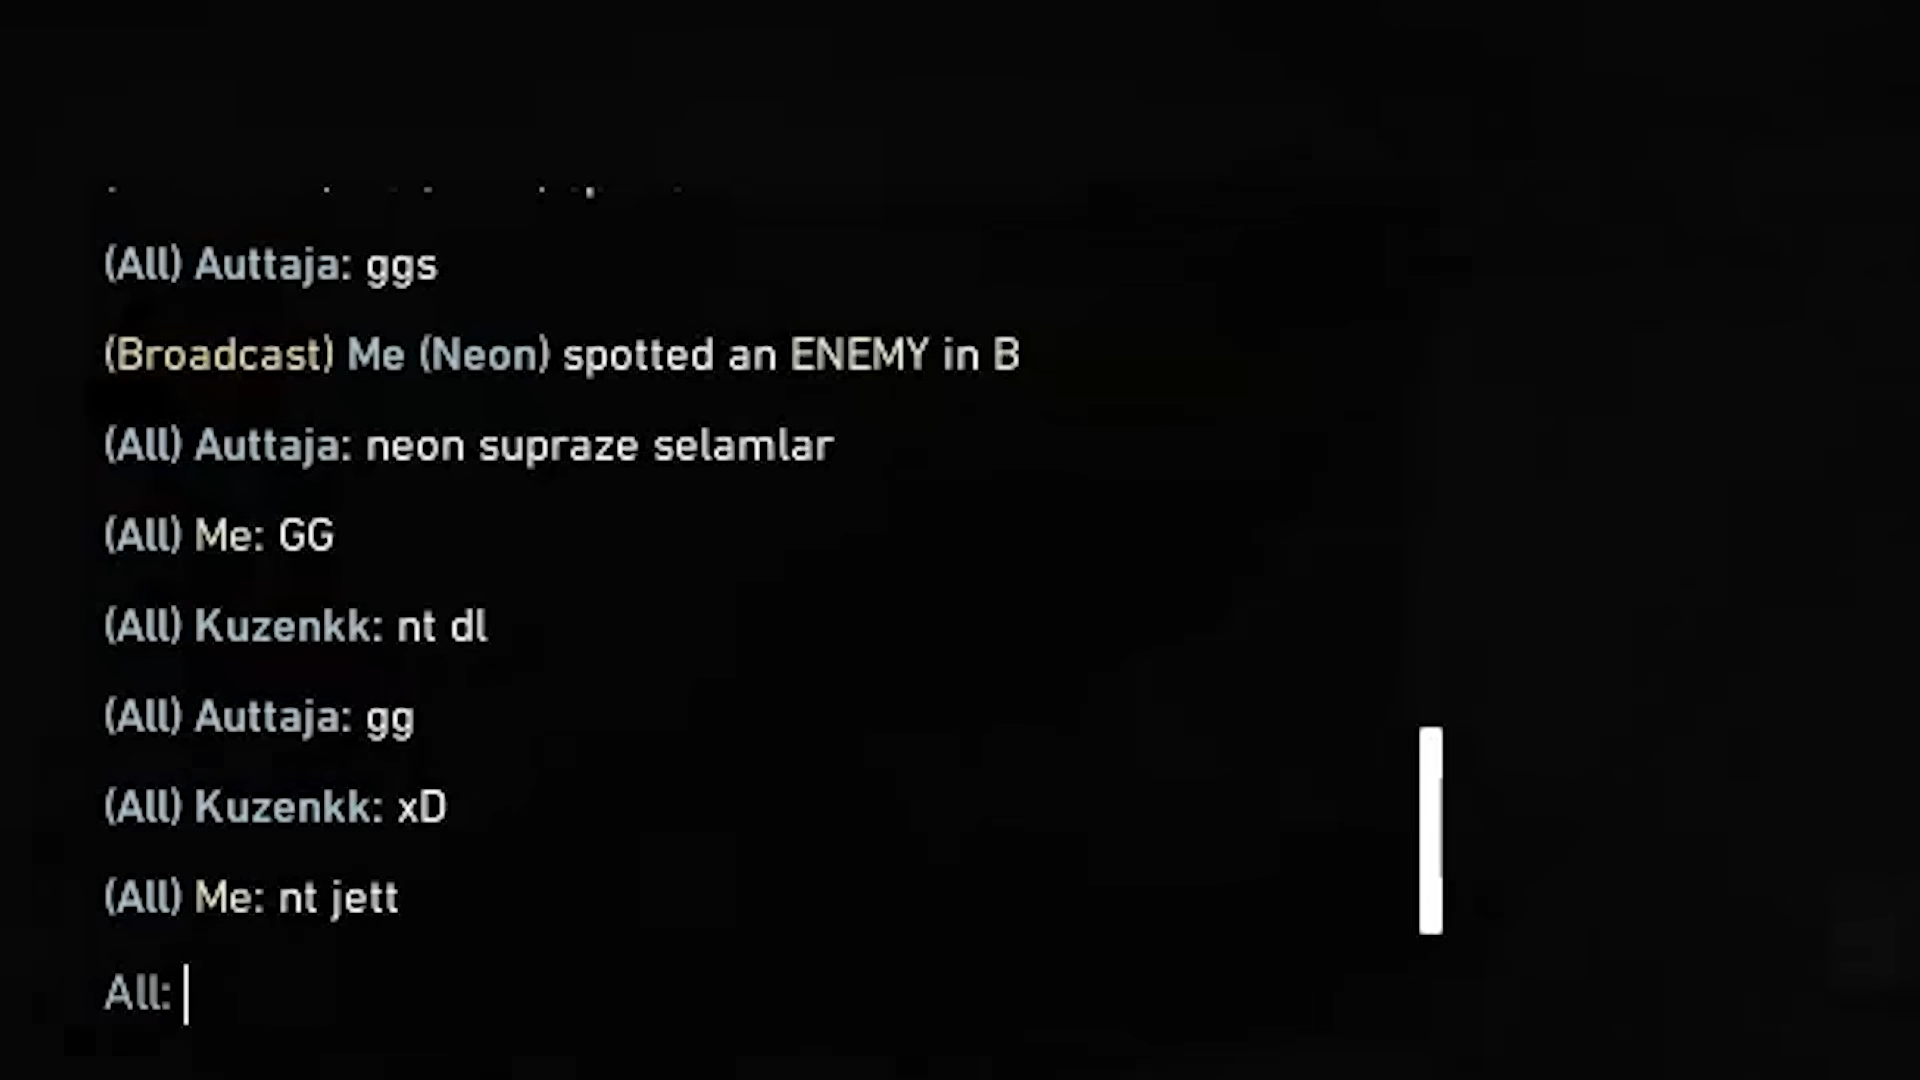 (All) Auttaja: ggs
(Broadcast) Me (Neon) spotted an ENEMY in B
(All) Auttaja: neon supraze selamlar
(All) Me: GG
(All) Kuzenkk: nt dl
(All) Auttaja: gg
(All) Kuzenkk: xD
(All) Me: nt jett
All: